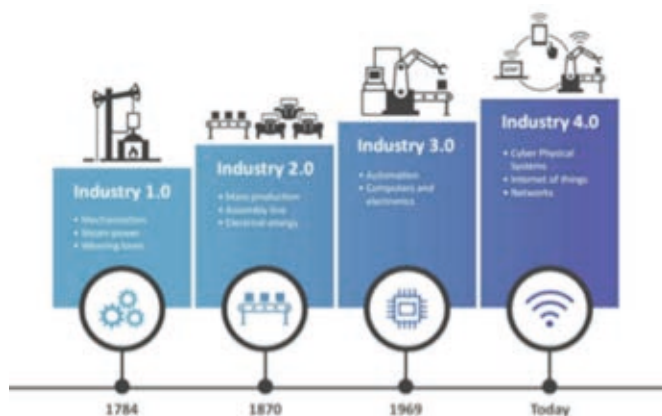 Industry 1.0
• Mechanization
• Steam power
• Weaving loom
Industry 2.0
• Mass production
• Assembly line
• Electrical energy
Industry 3.0
• Automation
• Computers and
electronics
Industry 4.0
• Cyber Physical
Systems
• Internet of things
• Networks
1784
1870
1969
Today